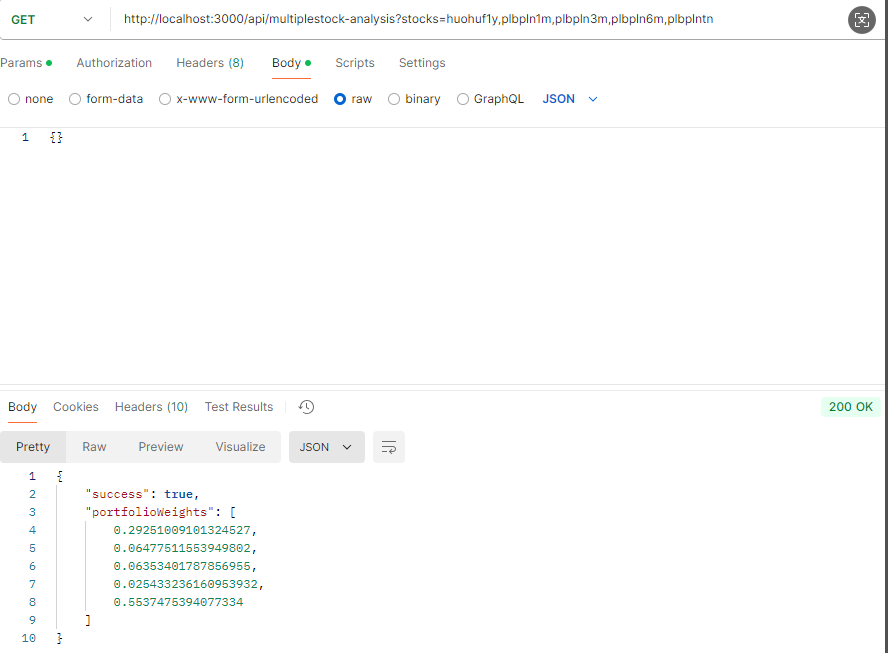 GET http://localhost:3000/api/multiplestock-analysis?stocks=huohuf1y,plbpln1m,plbpln3m,plbpln6m,plbplntn
Params Authorization Headers (8) Body Scripts Settings
none form-data x-www-form-urlencoded raw binary GraphQL JSON
1 {}
Body Cookies Headers (10) Test Results 200 OK
Pretty Raw Preview Visualize JSON
1 {
2 "success": true,
3 "portfolioWeights": [
4 0.29251009101324527,
5 0.06477511553949802,
6 0.06353401787856955,
7 0.025433236160953932,
8 0.5537475394077334
9 ]
10 }